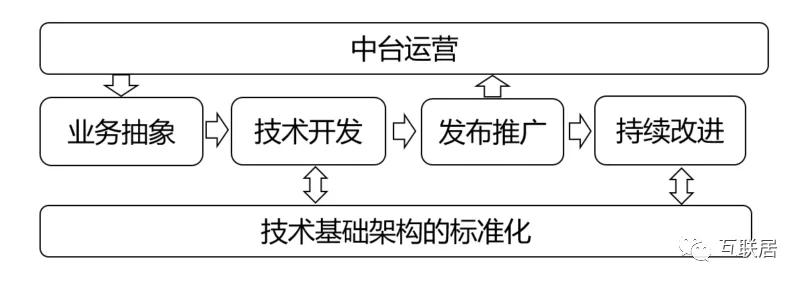 中台运营
业务抽象
技术开发
发布推广
持续改进
技术基础架构的标准化
互联居